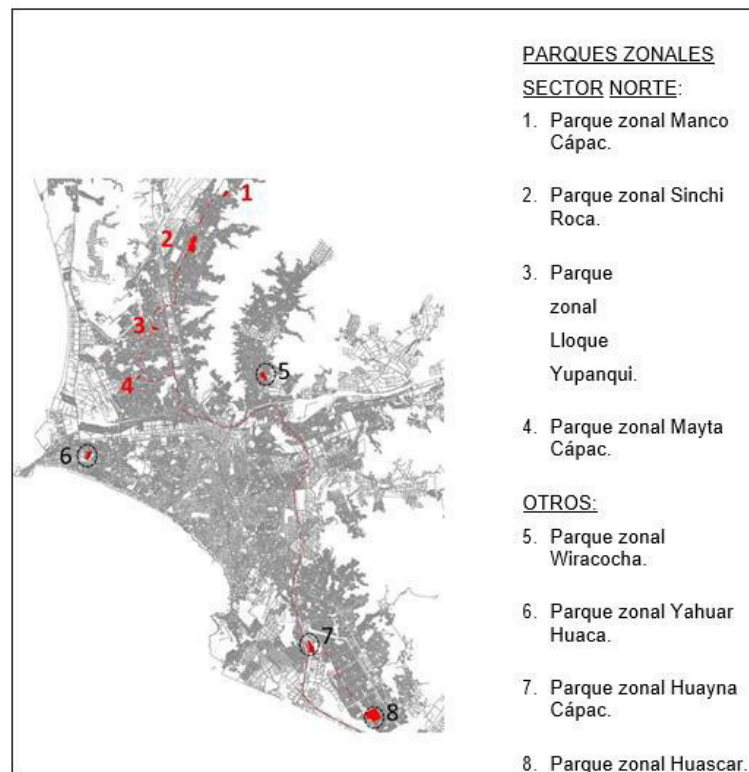 PARQUES ZONALES
SECTOR NORTE:
1. Parque zonal Manco
Cápac.
2. Parque zonal Sinchi
Roca.
3. Parque
zonal
Lloque
Yupanqui.
4. Parque zonal Mayta
Cápac.
OTROS:
5. Parque zonal
Wiracocha.
6. Parque zonal Yahuar
Huaca.
7. Parque zonal Huayna
Cápac.
8. Parque zonal Huascar.
1
2
3
4
5
6
7
8